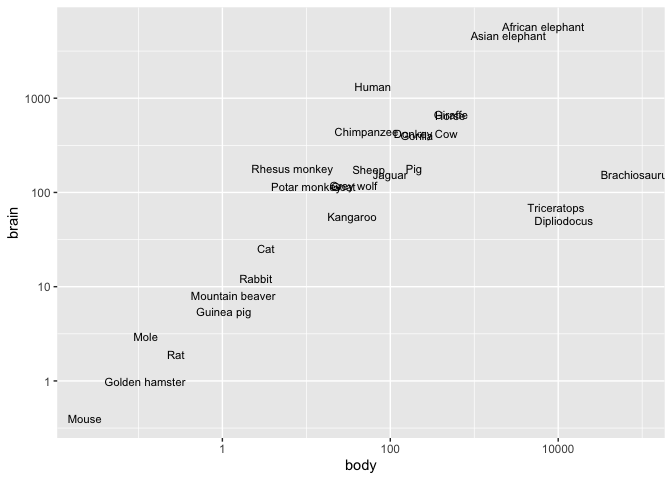 African elephant
Asian elephant
Human
1000
Giraffe
Horse
Chimpanzee
Donkey
Cow
Gorilla
Rhesus monkey
Sheep
Pig
Jaguar
Brachiosauru
Potar monkey
Goat
Grey wolf
100
Triceratops
Kangaroo
Dipliodocus
brain
Cat
Rabbit
10
Mountain beaver
Guinea pig
Mole
Rat
1
Golden hamster
Mouse
1
100
10000
body